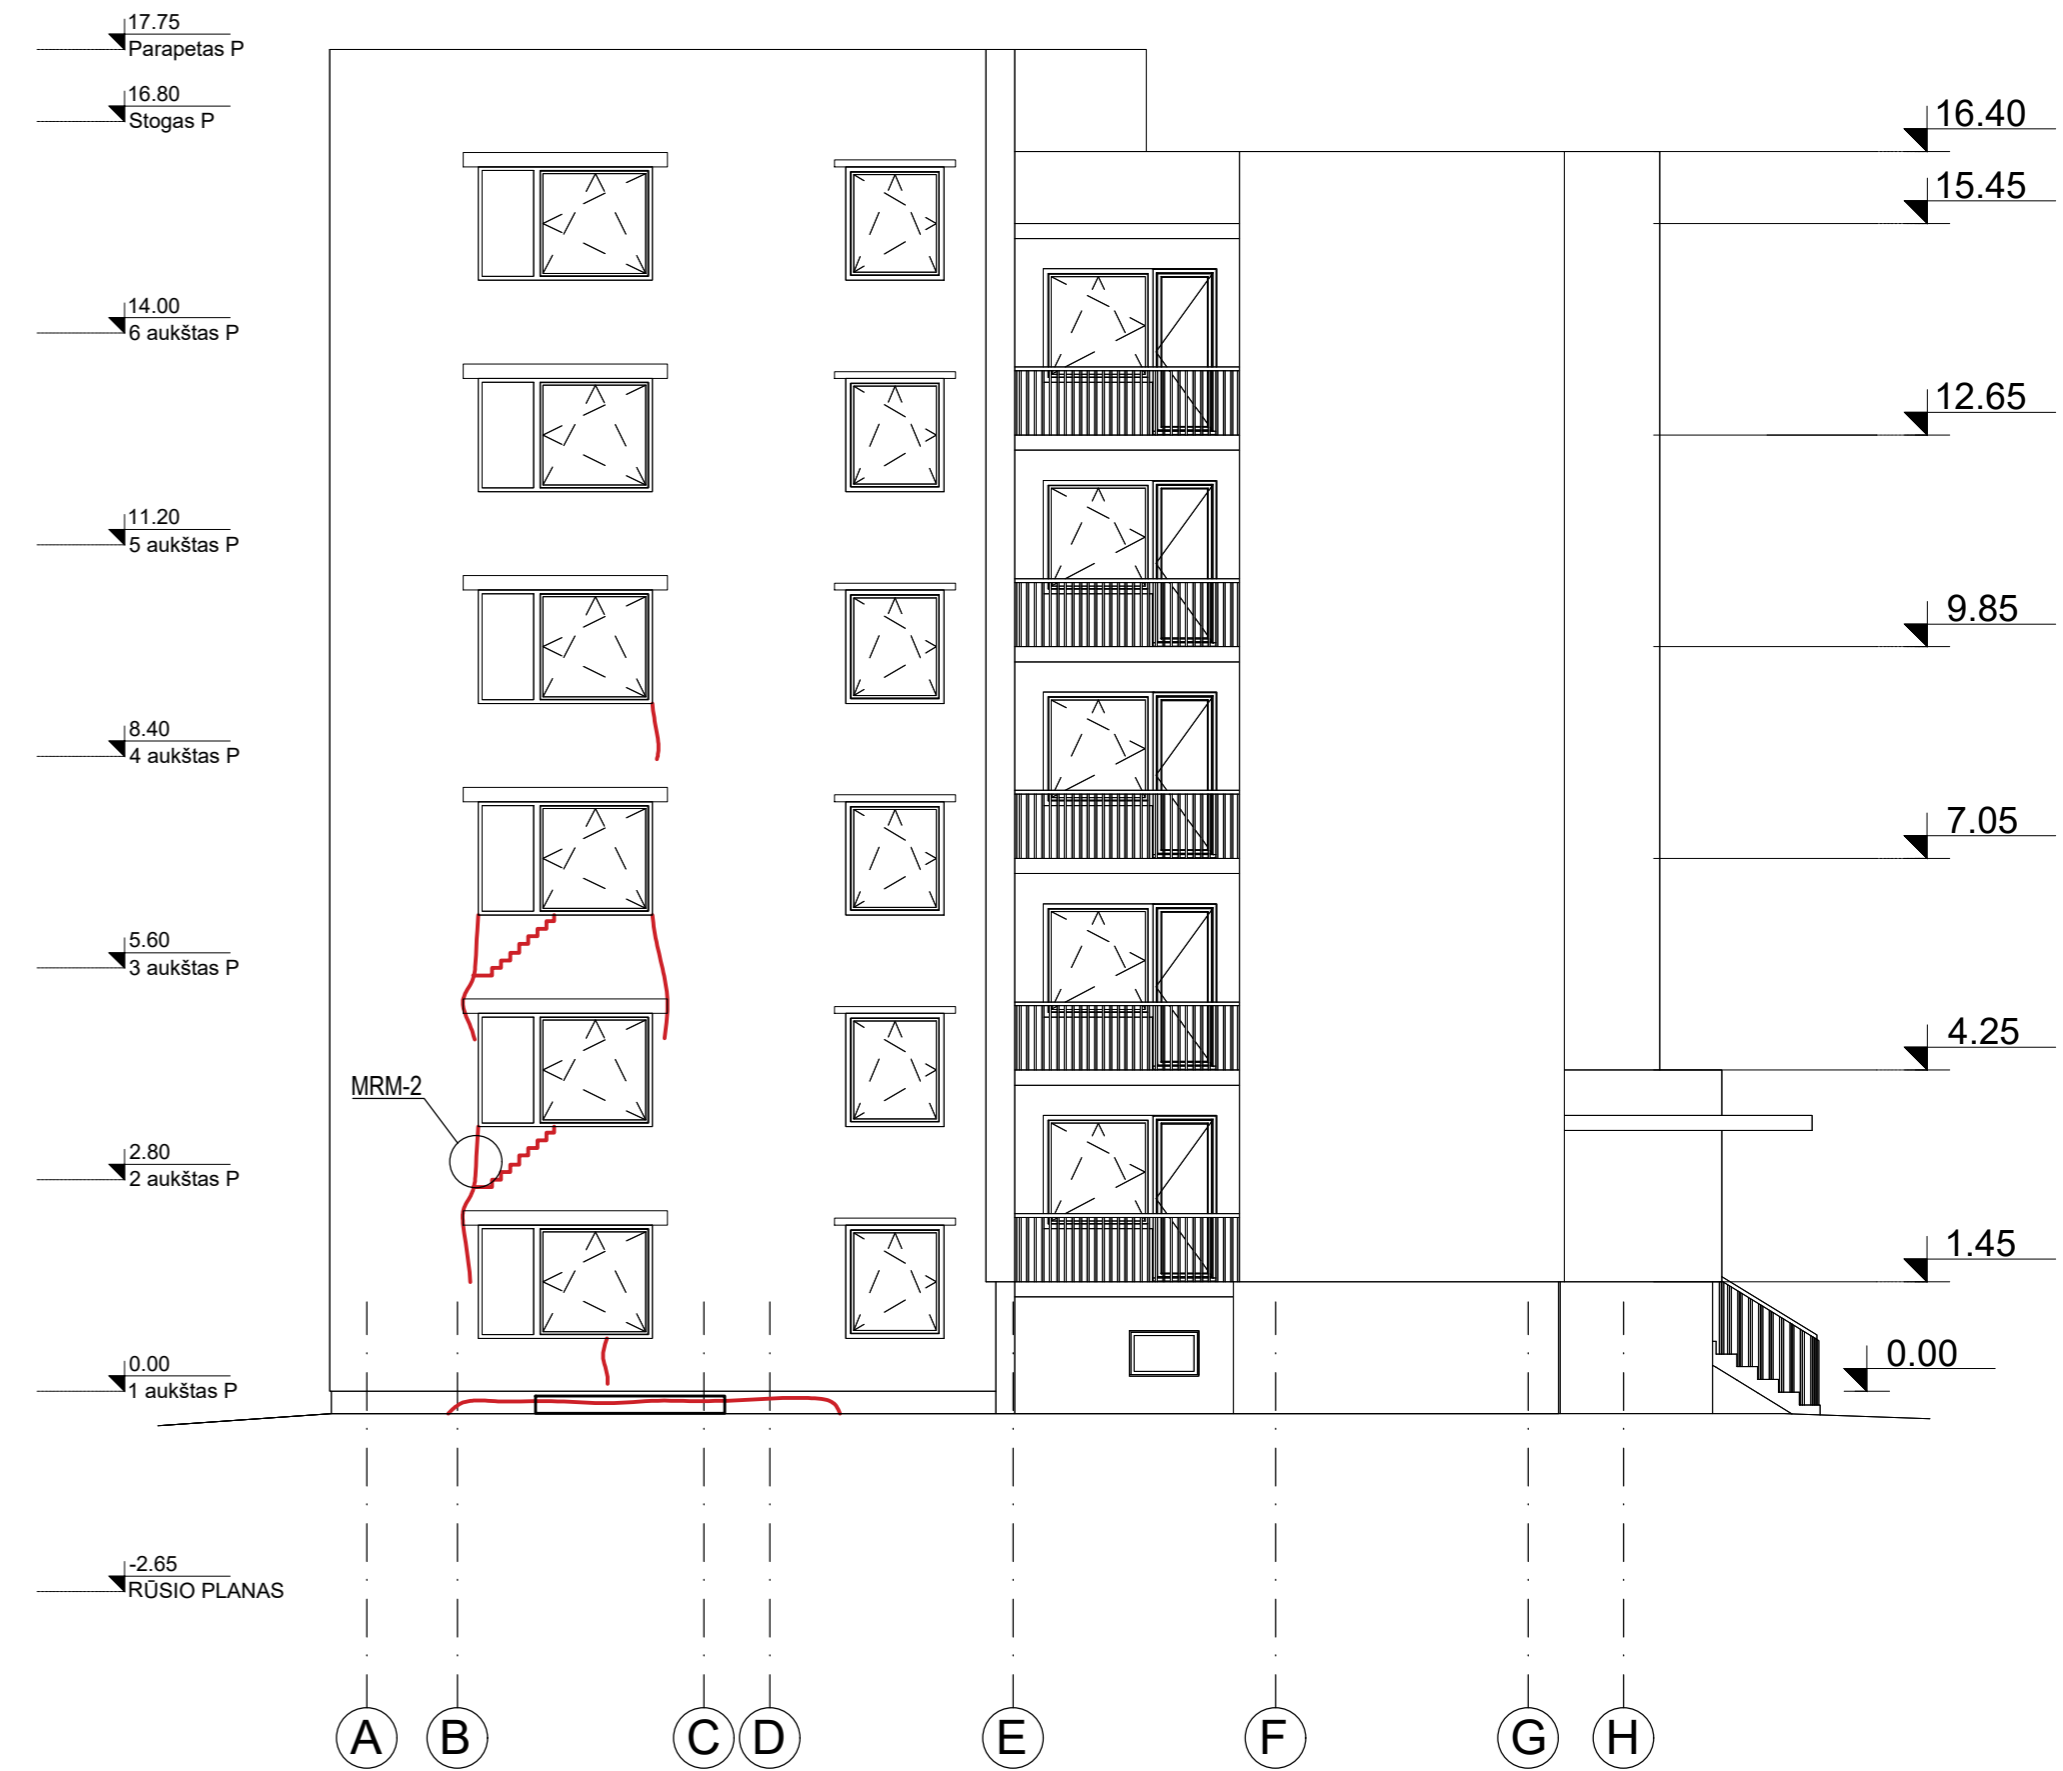 17.75
Parapetas P
16.80
Stogas P
16.40
15.45
14.00
6 aukštas P
12.65
11.20
5 aukštas P
9.85
8.40
4 aukštas P
7.05
5.60
3 aukštas P
4.25
MRM-2
2.80
2 aukštas P
1.45
0.00
1 aukštas P
0.00
-2.65
RŪSIO PLANAS
A B C D E F G H